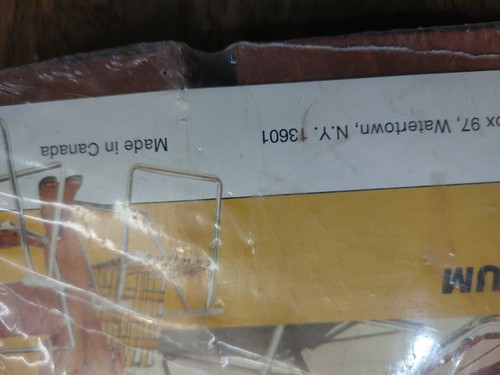 UM
ox 97, Watertown, N.Y. 13601
Made in Canada